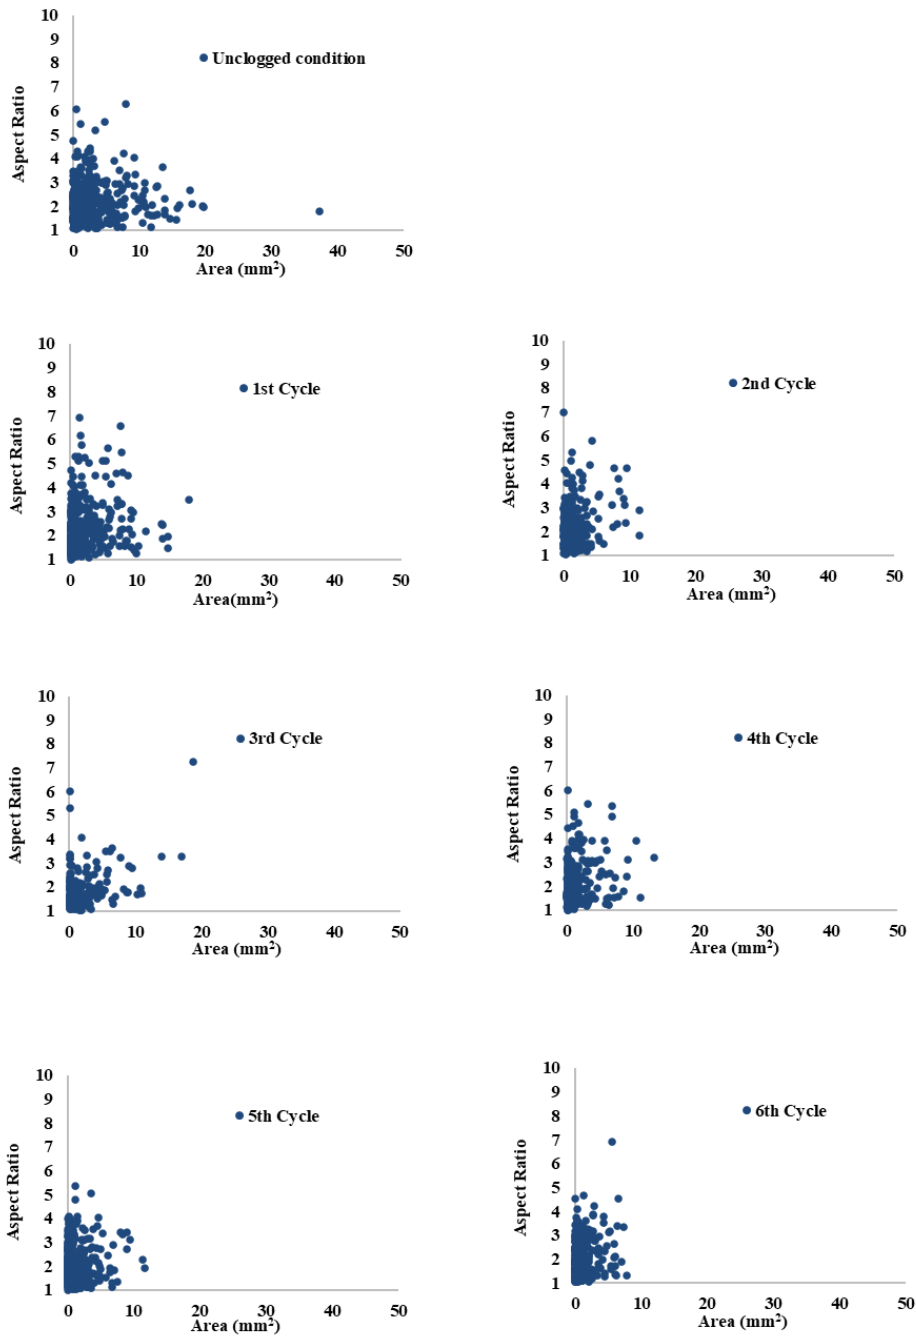 10
9
8
7
6
5
4
3
2
1
Aspect Ratio
Unclogged condition
0 10 20 30 40 50
Area (mm²)
10
9
8
7
6
5
4
3
2
1
Aspect Ratio
1st Cycle
0 10 20 30 40 50
Area(mm²)
10
9
8
7
6
5
4
3
2
1
Aspect Ratio
2nd Cycle
0 10 20 30 40 50
Area (mm²)
10
9
8
7
6
5
4
3
2
1
Aspect Ratio
3rd Cycle
0 10 20 30 40 50
Area (mm²)
10
9
8
7
6
5
4
3
2
1
Aspect Ratio
4th Cycle
0 10 20 30 40 50
Area (mm²)
10
9
8
7
6
5
4
3
2
1
Aspect Ratio
5th Cycle
0 10 20 30 40 50
Area (mm²)
10
9
8
7
6
5
4
3
2
1
Aspect Ratio
6th Cycle
0 10 20 30 40 50
Area (mm²)